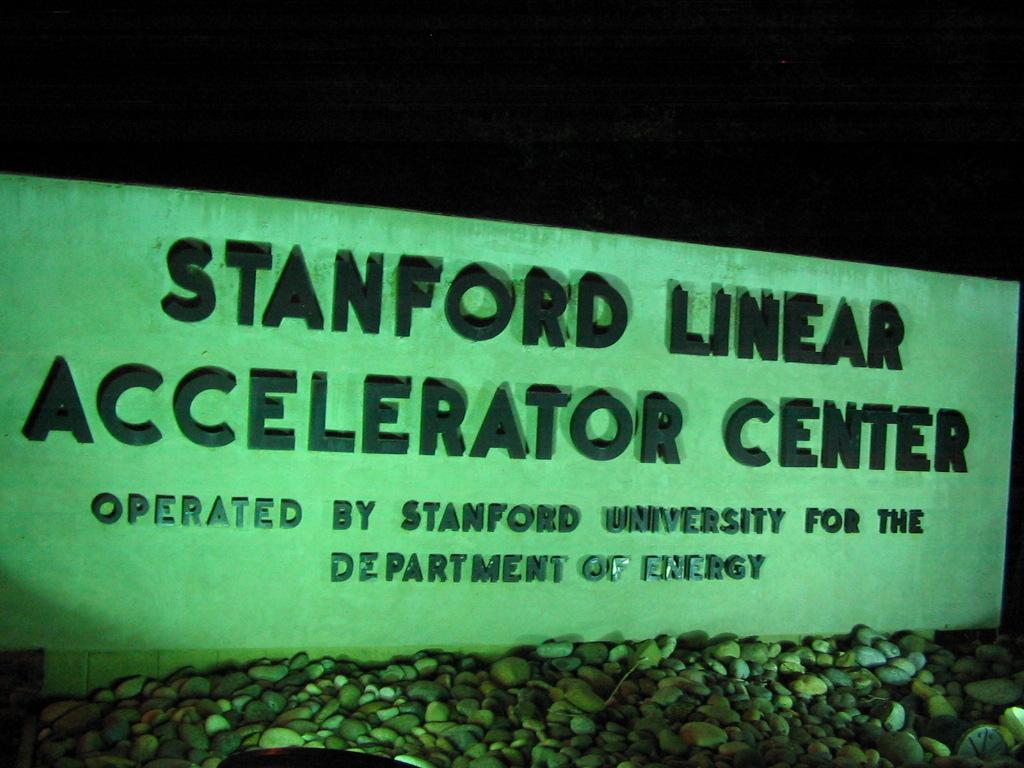 STANFORD LINEAR
ACCELERATOR CENTER
OPERATED BY STANFORD UNIVERSITY FOR THE
DEPARTMENT OF ENERGY